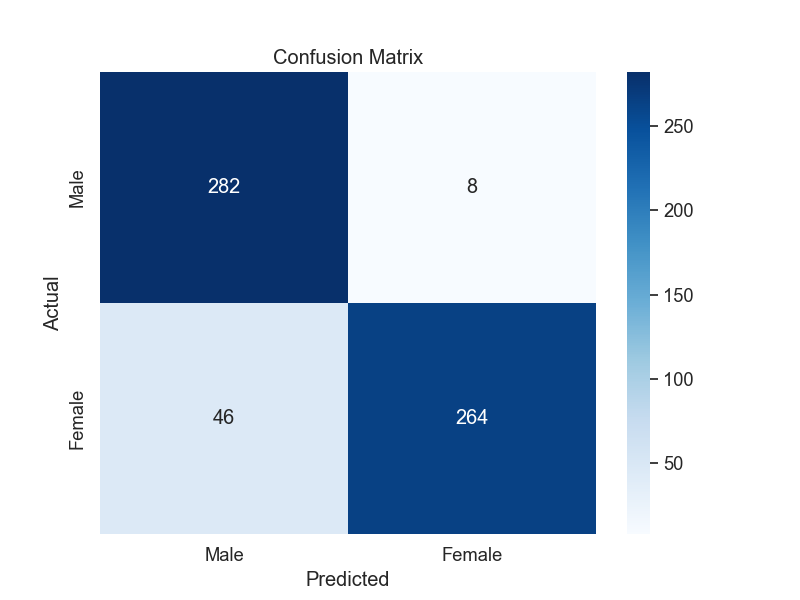 Confusion Matrix
Actual
Male
Female
282
8
46
264
Male
Female
Predicted
250
200
150
100
50